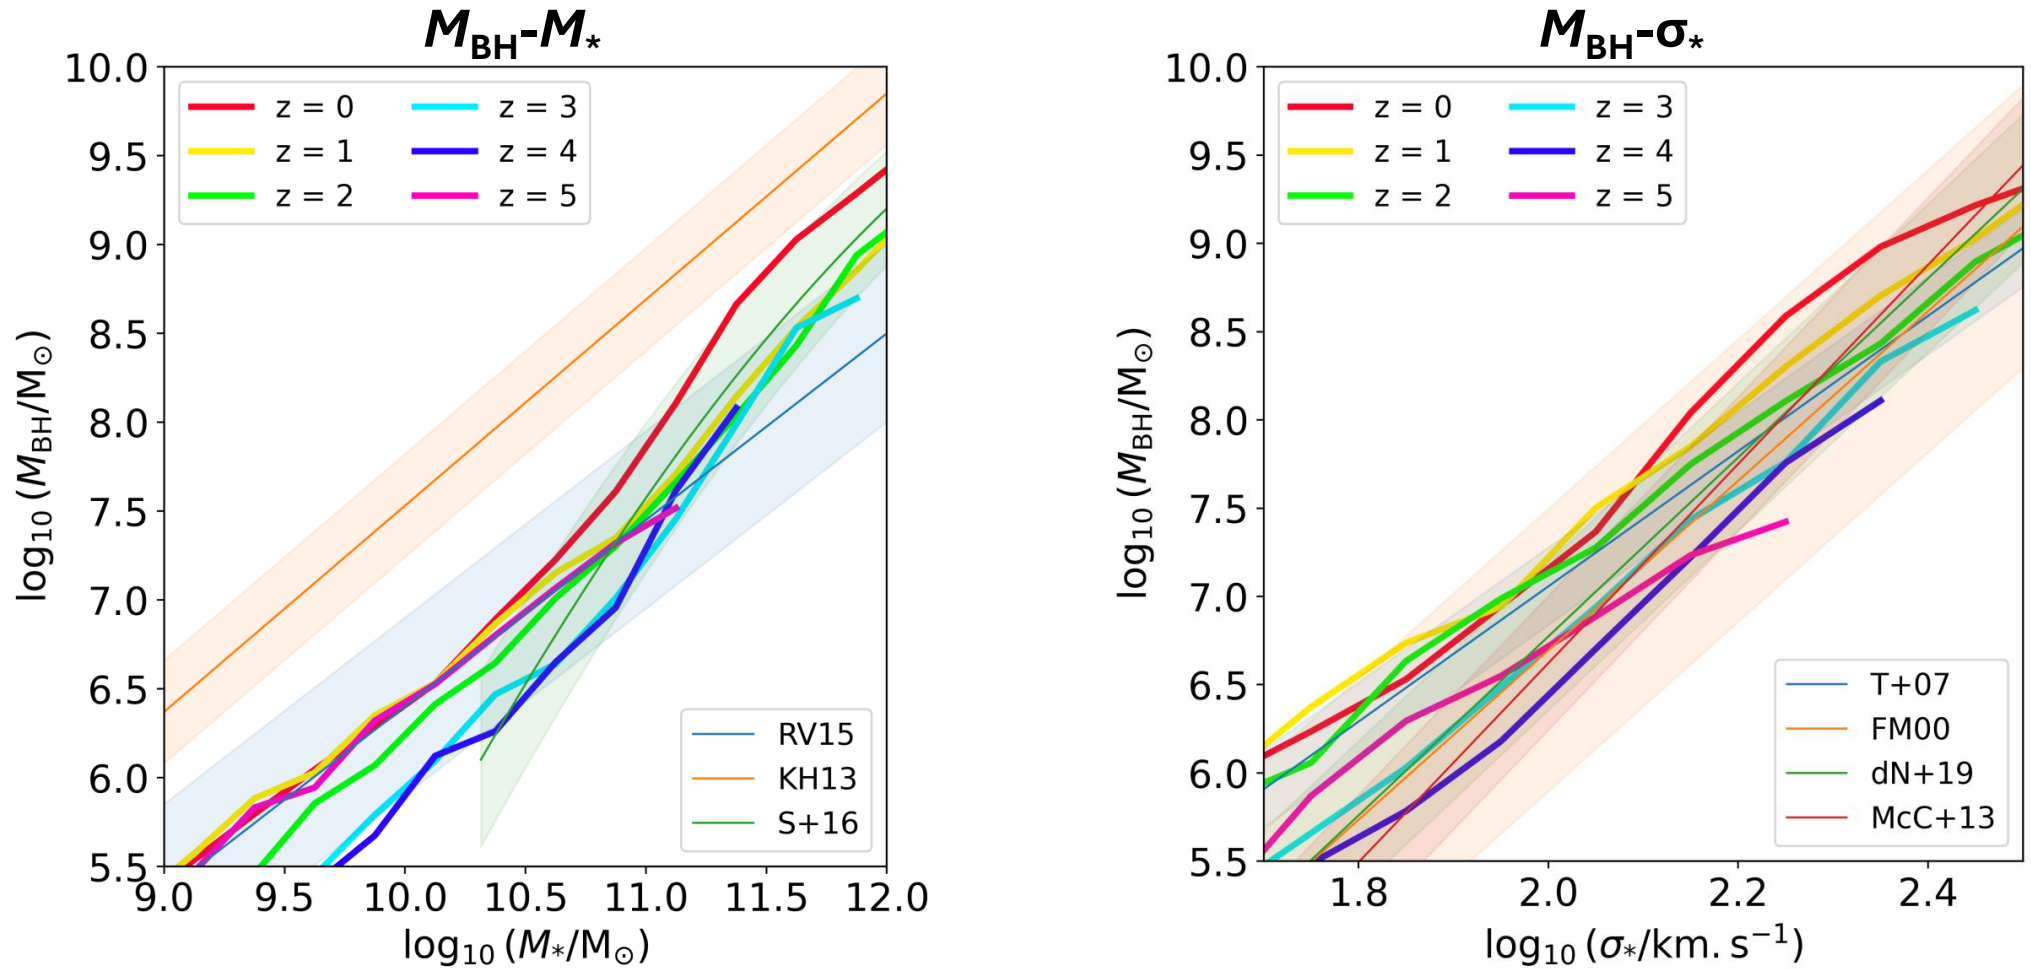 M_BH-M_*
10.0
9.5
9.0
8.5
8.0
7.5
7.0
6.5
6.0
5.5
log₁₀ (M_BH/M_⊙)
z = 0
z = 1
z = 2
z = 3
z = 4
z = 5
RV15
KH13
S+16
9.0 9.5 10.0 10.5 11.0 11.5 12.0
log₁₀ (M_*/M_⊙)
M_BH-σ_*
10.0
9.5
9.0
8.5
8.0
7.5
7.0
6.5
6.0
5.5
log₁₀ (M_BH/M_⊙)
z = 0
z = 1
z = 2
z = 3
z = 4
z = 5
T+07
FM00
dN+19
McC+13
1.8 2.0 2.2 2.4
log₁₀ (σ_*/km. s⁻¹)